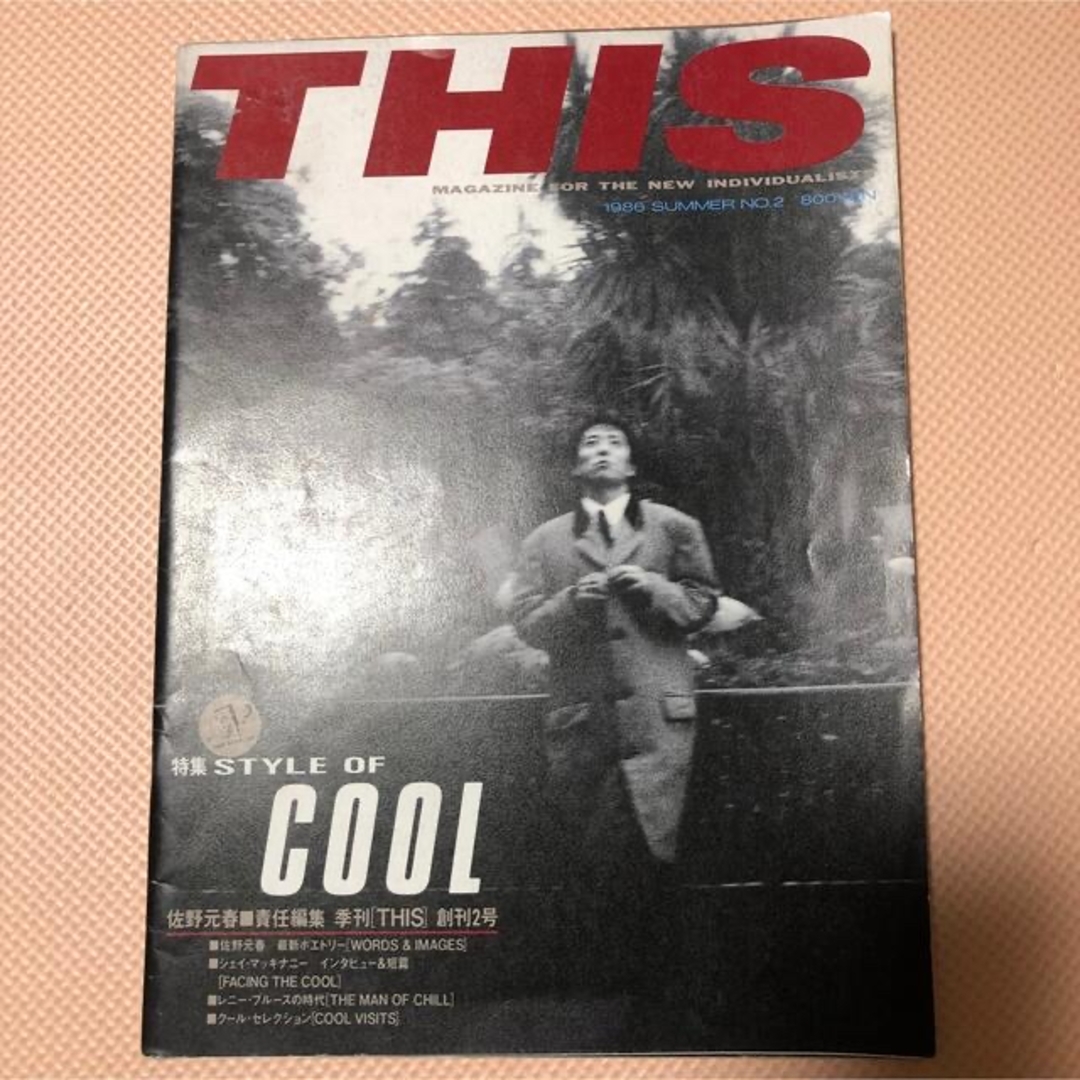 THIS
MAGAZINE FOR THE NEW INDIVIDUALISTS
1986 SUMMER NO.2 800YEN
特集 STYLE OF
COOL
佐野元春■責任編集 季刊[THIS] 創刊2号
■佐野元春 最新ポエトリー[WORDS & IMAGES]
■ジェイ・マッキナニー インタビュー&短篇
[FACING THE COOL]
■レニー・ブルースの時代[THE MAN OF CHILL]
■クール・セレクション[COOL VISITS]